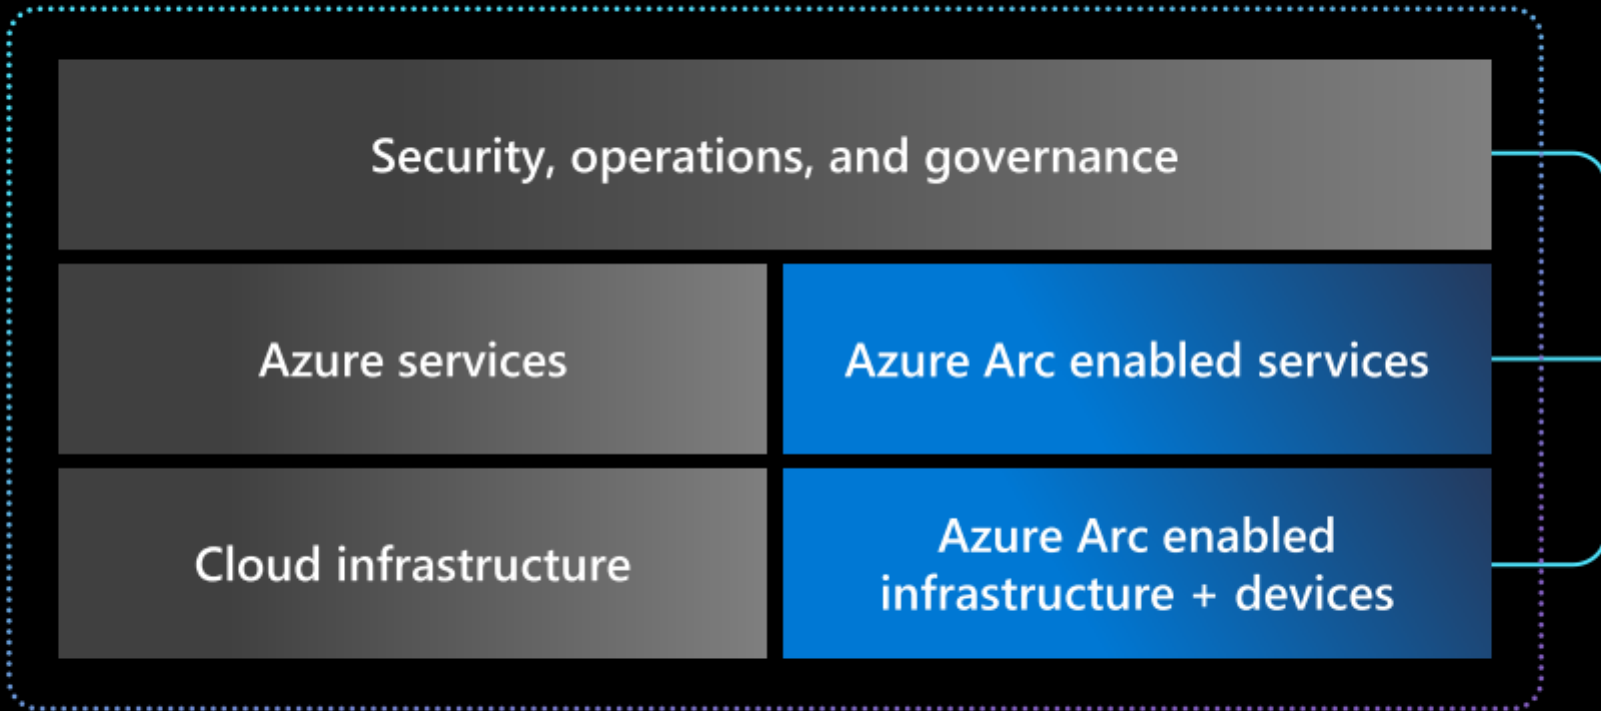 Security, operations, and governance
Azure services
Azure Arc enabled services
Cloud infrastructure
Azure Arc enabled
infrastructure + devices